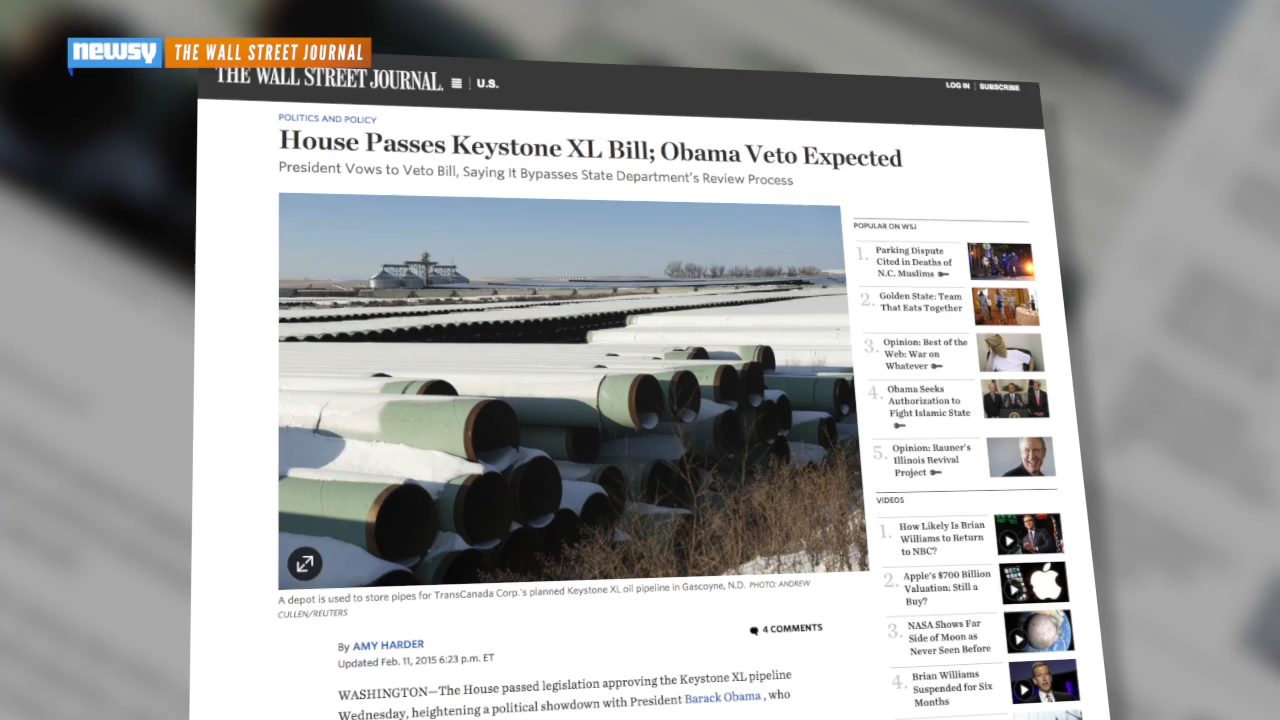 newsy THE WALL STREET JOURNAL
THE WALL STREET JOURNAL. U.S.
LOG IN | SUBSCRIBE
POLITICS AND POLICY
House Passes Keystone XL Bill; Obama Veto Expected
President Vows to Veto Bill, Saying It Bypasses State Department's Review Process
A depot is used to store pipes for TransCanada Corp.'s planned Keystone XL oil pipeline in Gascoyne, N.D. PHOTO: ANDREW
CULLEN/REUTERS
4 COMMENTS
By AMY HARDER
Updated Feb. 11, 2015 6:23 p.m. ET
WASHINGTON—The House passed legislation approving the Keystone XL pipeline
Wednesday, heightening a political showdown with President Barack Obama , who
POPULAR ON WSJ
1. Parking Dispute
Cited in Deaths of
N.C. Muslims
2. Golden State: Team
That Eats Together
3. Opinion: Best of the
Web: War on
Whatever
4. Obama Seeks
Authorization to
Fight Islamic State
5. Opinion: Rauner's
Illinois Revival
Project
VIDEOS
1. How Likely Is Brian
Williams to Return
to NBC?
2. Apple's $700 Billion
Valuation: Still a
Buy?
3. NASA Shows Far
Side of Moon as
Never Seen Before
4. Brian Williams
Suspended for Six
Months